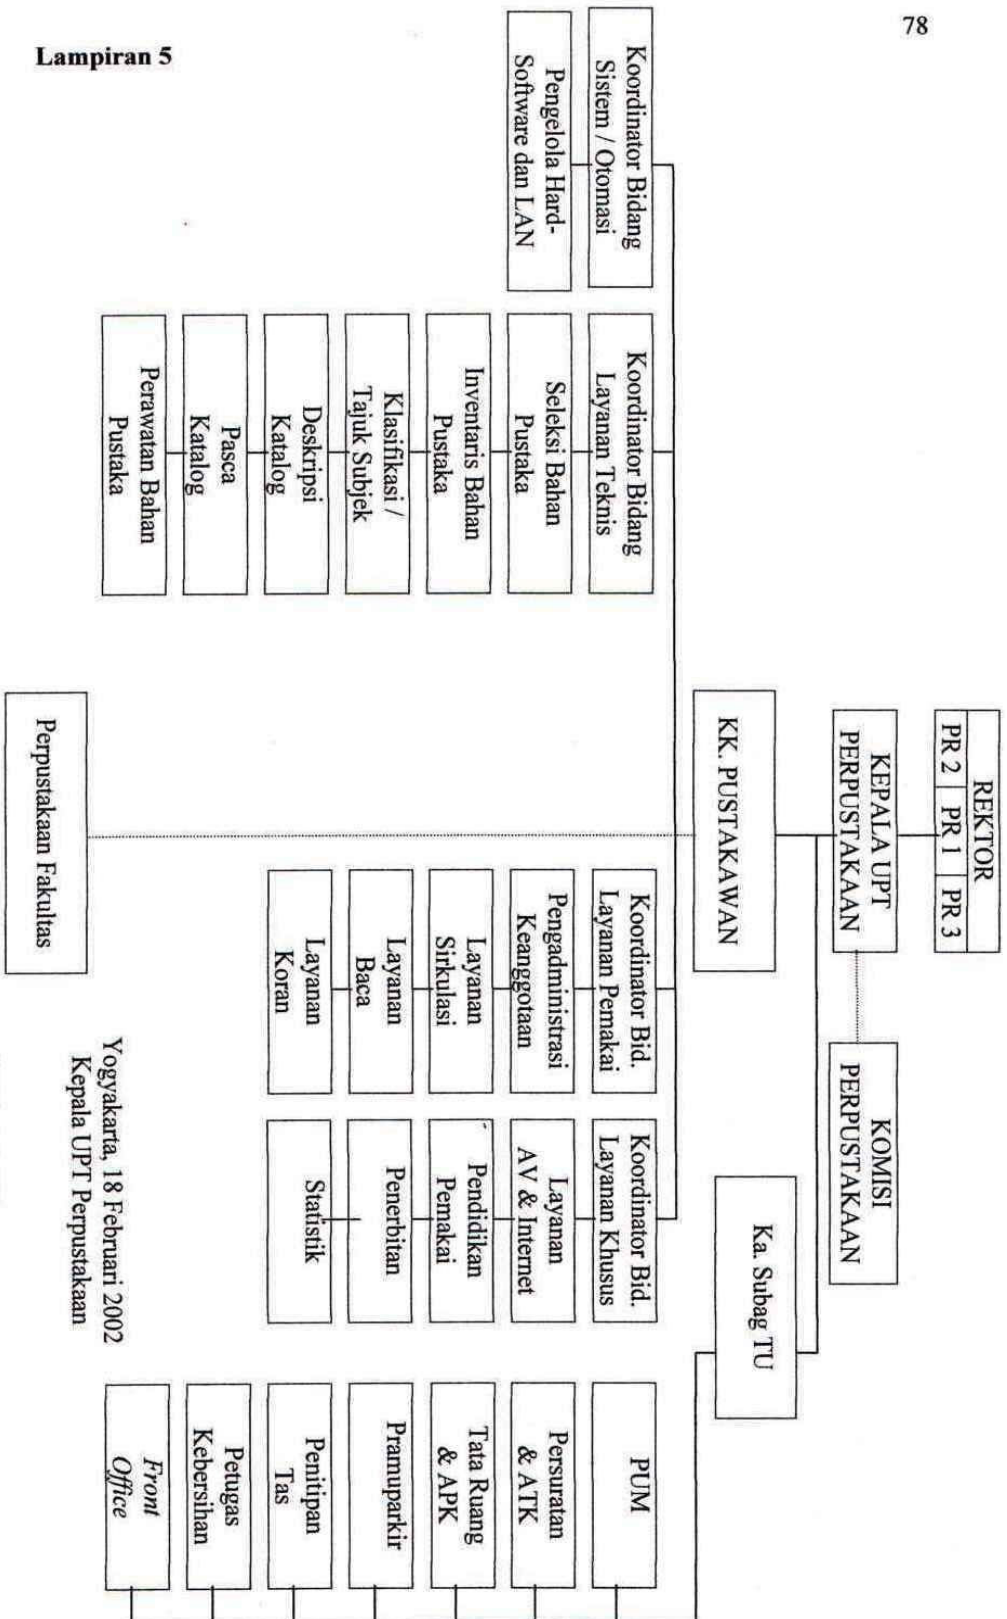 78
Lampiran 5
REKTOR
PR 2 PR 1 PR 3
KEPALA UPT
PERPUSTAKAAN
KOMISI
PERPUSTAKAAN
KK. PUSTAKAWAN
Ka. Subag TU
Koordinator Bidang
Sistem / Otomasi
Pengelola Hard-
Software dan LAN
Koordinator Bidang
Layanan Teknis
Seleksi Bahan
Pustaka
Inventaris Bahan
Pustaka
Klasifikasi /
Tajuk Subjek
Deskripsi
Katalog
Pasca
Katalog
Perawatan Bahan
Pustaka
Koordinator Bid.
Layanan Pemakai
Pengadministrasi
Keanggotaan
Layanan
Sirkulasi
Layanan
Baca
Layanan
Koran
Koordinator Bid.
Layanan Khusus
Layanan
AV & Internet
Pendidikan
Pemakai
Penerbitan
Statistik
PUM
Persuratan
& ATK
Tata Ruang
& APK
Pramuparkir
Penitipan
Tas
Petugas
Kebersihan
Front
Office
Perpustakaan Fakultas
Yogyakarta, 18 Februari 2002
Kepala UPT Perpustakaan